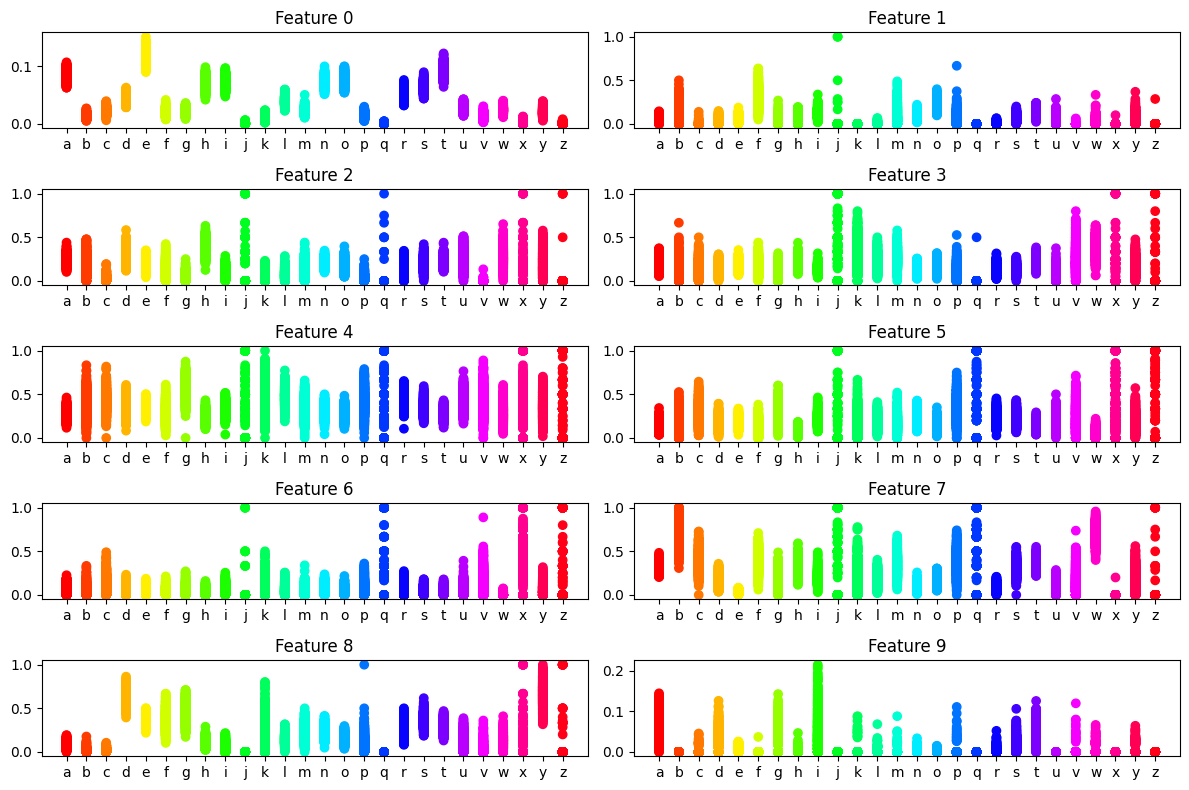 Feature 0
0.1
0.0
a b c d e f g h i j k l m n o p q r s t u v w x y z
Feature 1
1.0
0.5
0.0
a b c d e f g h i j k l m n o p q r s t u v w x y z
Feature 2
1.0
0.5
0.0
a b c d e f g h i j k l m n o p q r s t u v w x y z
Feature 3
1.0
0.5
0.0
a b c d e f g h i j k l m n o p q r s t u v w x y z
Feature 4
1.0
0.5
0.0
a b c d e f g h i j k l m n o p q r s t u v w x y z
Feature 5
1.0
0.5
0.0
a b c d e f g h i j k l m n o p q r s t u v w x y z
Feature 6
1.0
0.5
0.0
a b c d e f g h i j k l m n o p q r s t u v w x y z
Feature 7
1.0
0.5
0.0
a b c d e f g h i j k l m n o p q r s t u v w x y z
Feature 8
1.0
0.5
0.0
a b c d e f g h i j k l m n o p q r s t u v w x y z
Feature 9
0.2
0.1
0.0
a b c d e f g h i j k l m n o p q r s t u v w x y z